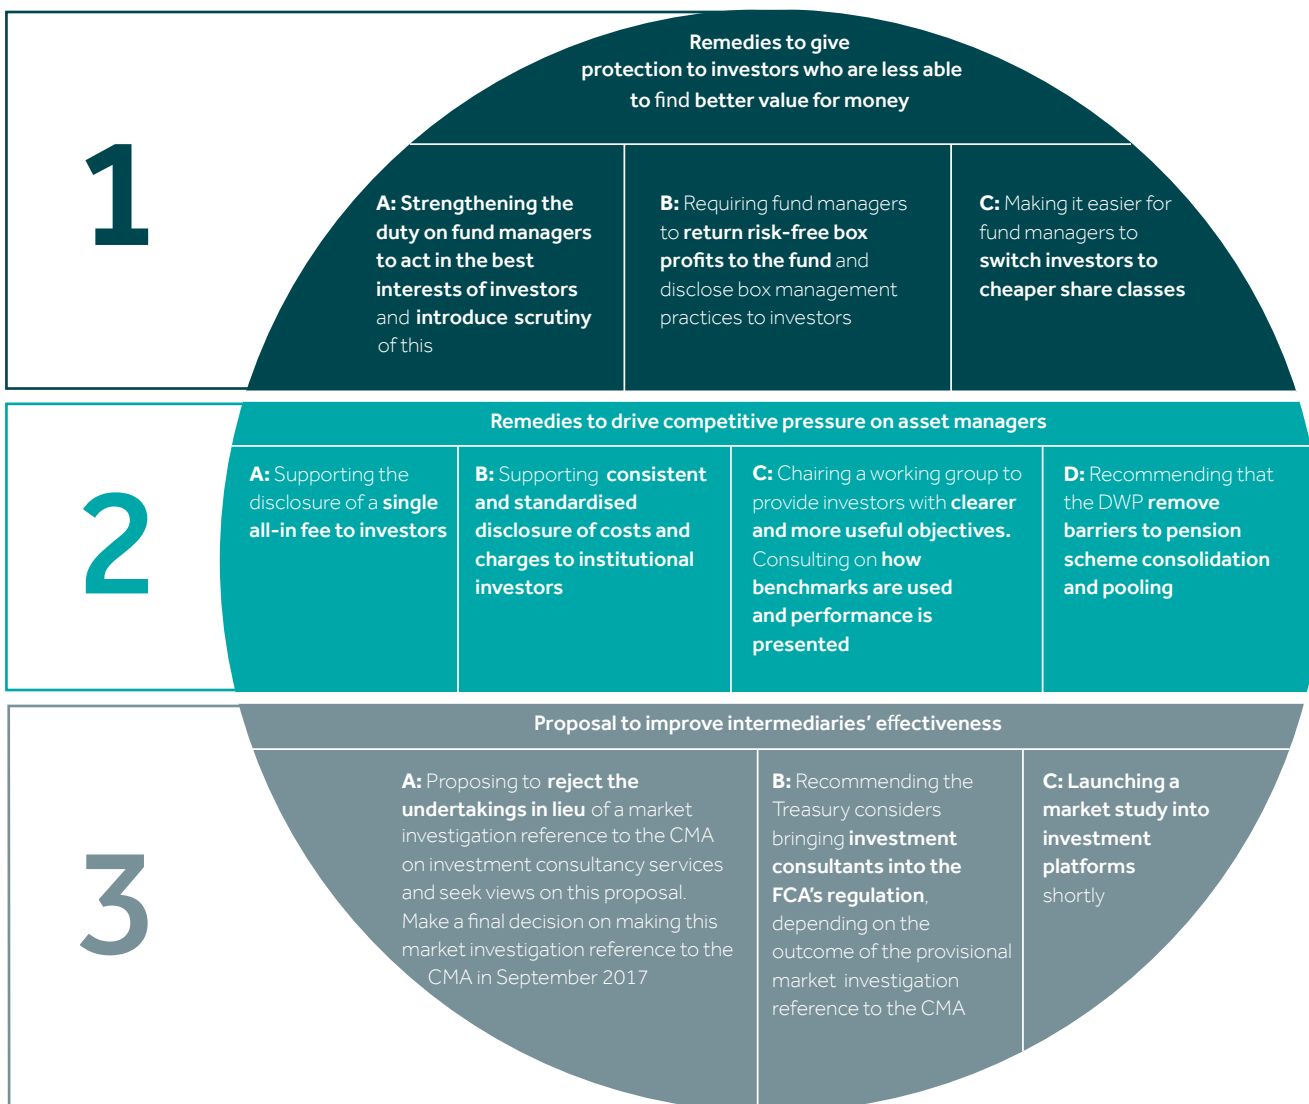 1
Remedies to give
protection to investors who are less able
to find better value for money
A: Strengthening the
duty on fund managers
to act in the best
interests of investors
and introduce scrutiny
of this
B: Requiring fund managers
to return risk-free box
profits to the fund and
disclose box management
practices to investors
C: Making it easier for
fund managers to
switch investors to
cheaper share classes
2
Remedies to drive competitive pressure on asset managers
A: Supporting the
disclosure of a single
all-in fee to investors
B: Supporting consistent
and standardised
disclosure of costs and
charges to institutional
investors
C: Chairing a working group to
provide investors with clearer
and more useful objectives.
Consulting on how
benchmarks are used
and performance is
presented
D: Recommending that
the DWP remove
barriers to pension
scheme consolidation
and pooling
3
Proposal to improve intermediaries' effectiveness
A: Proposing to reject the
undertakings in lieu of a market
investigation reference to the CMA
on investment consultancy services
and seek views on this proposal.
Make a final decision on making this
market investigation reference to the
CMA in September 2017
B: Recommending the
Treasury considers
bringing investment
consultants into the
FCA's regulation,
depending on the
outcome of the provisional
market investigation
reference to the CMA
C: Launching a
market study into
investment
platforms
shortly